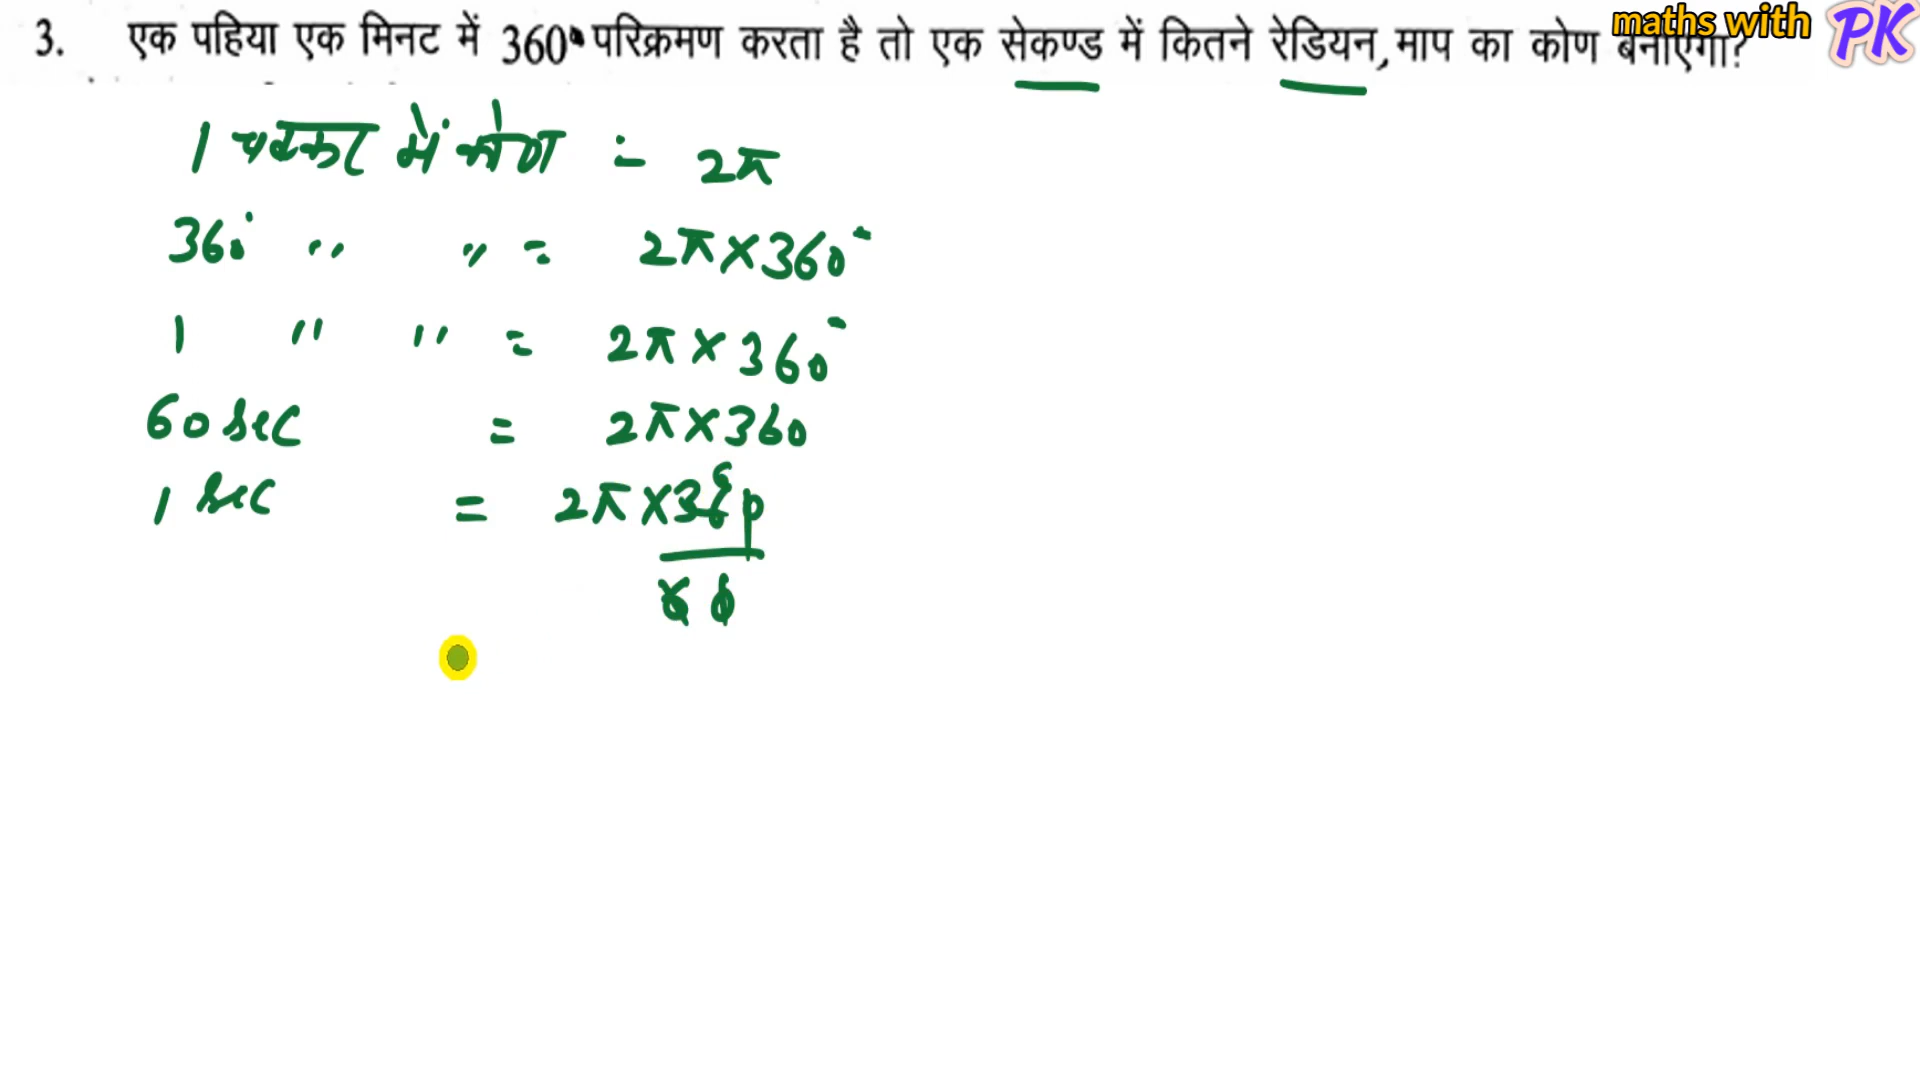 maths with PK
3. एक पहिया एक मिनट में 360° परिक्रमण करता है तो एक सेकण्ड में कितने रेडियन, माप का कोण बनाएगा?
1 चक्कर में कोण = 2π
360° " " = 2π×360°
1 " " = 2π×360°
60 sec = 2π×360
1 sec = 2π×360
60